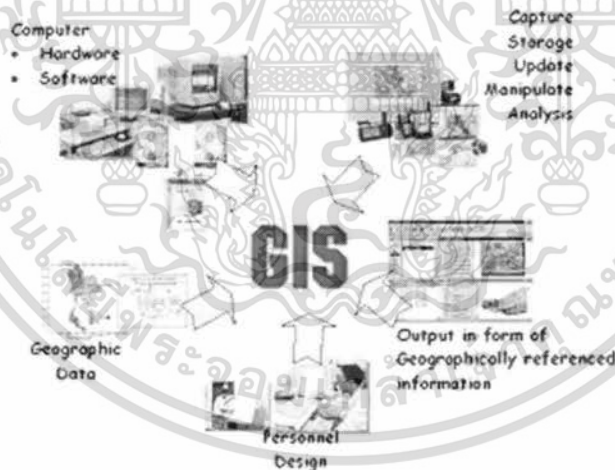 Computer
• Hardware
• Software
Capture
Storage
Update
Manipulate
Analysis
GIS
Geographic
Data
Output in form of
Geographically referenced
information
Personnel
Design